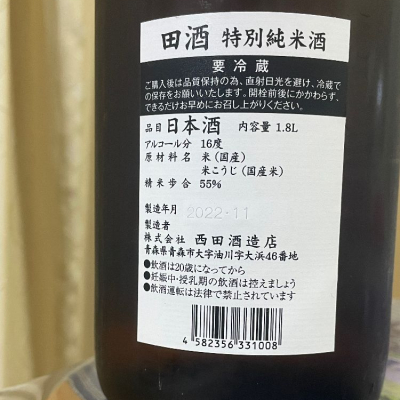 田酒 特別純米酒
要冷蔵
ご購入後は品質保持の為、直射日光を避け、冷蔵で
の保存をお願いいたします。開栓前後にかかわらず、
できるだけお早めにお召し上がりください。
品目 日本酒 内容量 1.8L
アルコール分 16度
原材料名 米(国産)
米こうじ(国産米)
精米歩合 55%
製造年月 2022-11
製造者
株式会社 西田酒造店
青森県青森市大字油川字大浜46番地
●飲酒は20歳になってから
●妊娠中・授乳期の飲酒は控えましょう
●飲酒運転は法律で禁止されています
4 582356 331008